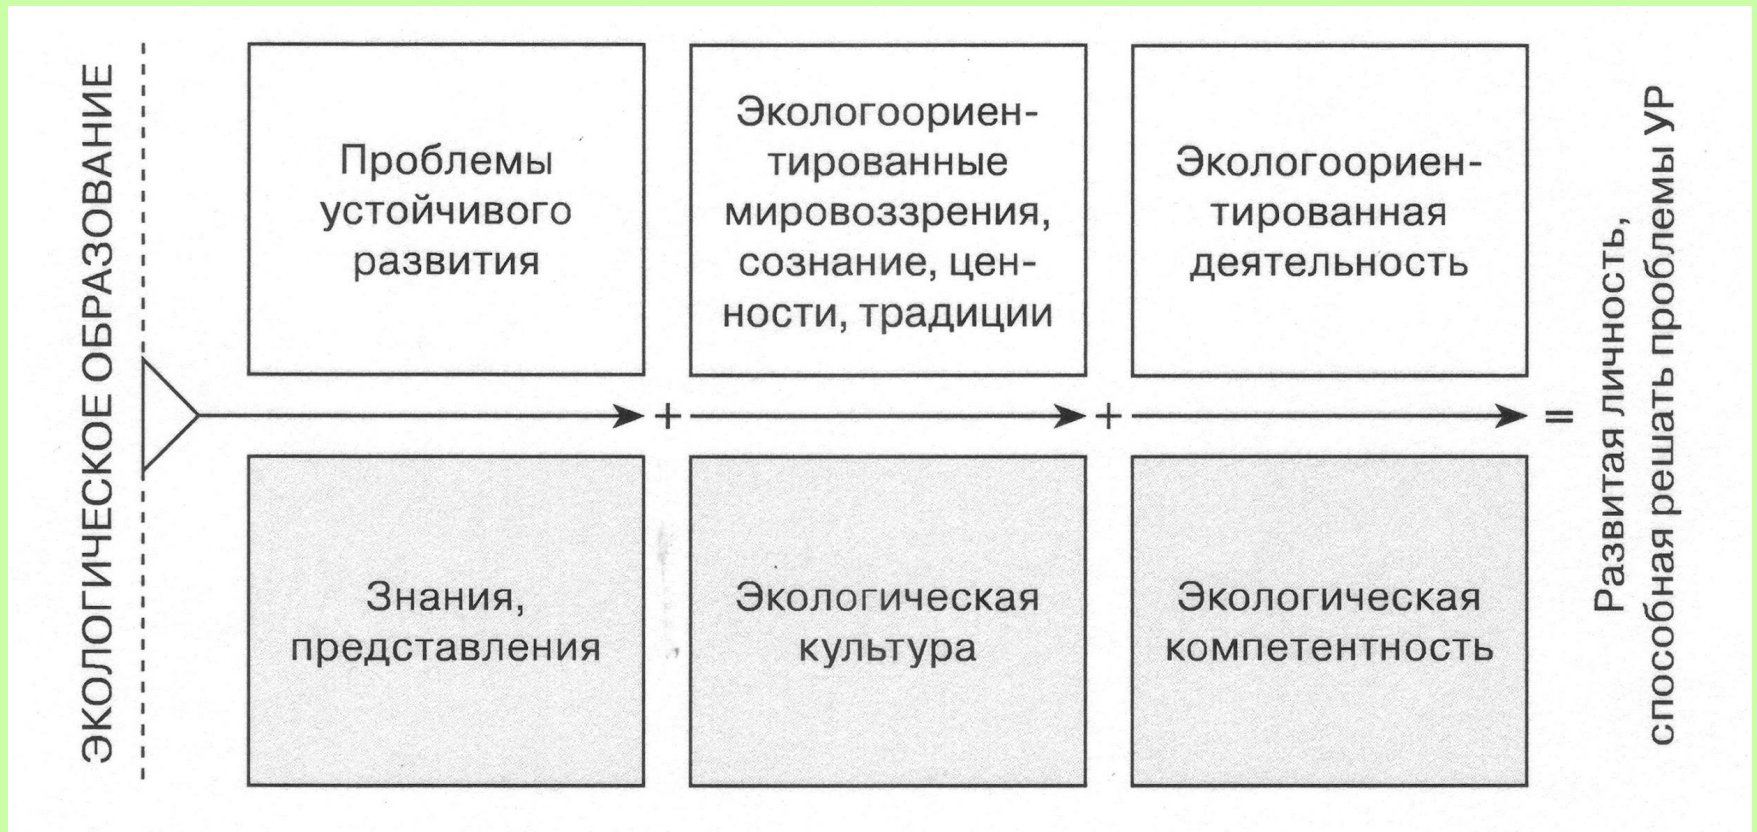 ЭКОЛОГИЧЕСКОЕ ОБРАЗОВАНИЕ
Проблемы
устойчивого
развития
Экологоориен-
тированные
мировоззрения,
сознание, цен-
ности, традиции
Экологоориен-
тированная
деятельность
+
+
=
Знания,
представления
Экологическая
культура
Экологическая
компетентность
Развитая личность,
способная решать проблемы УР